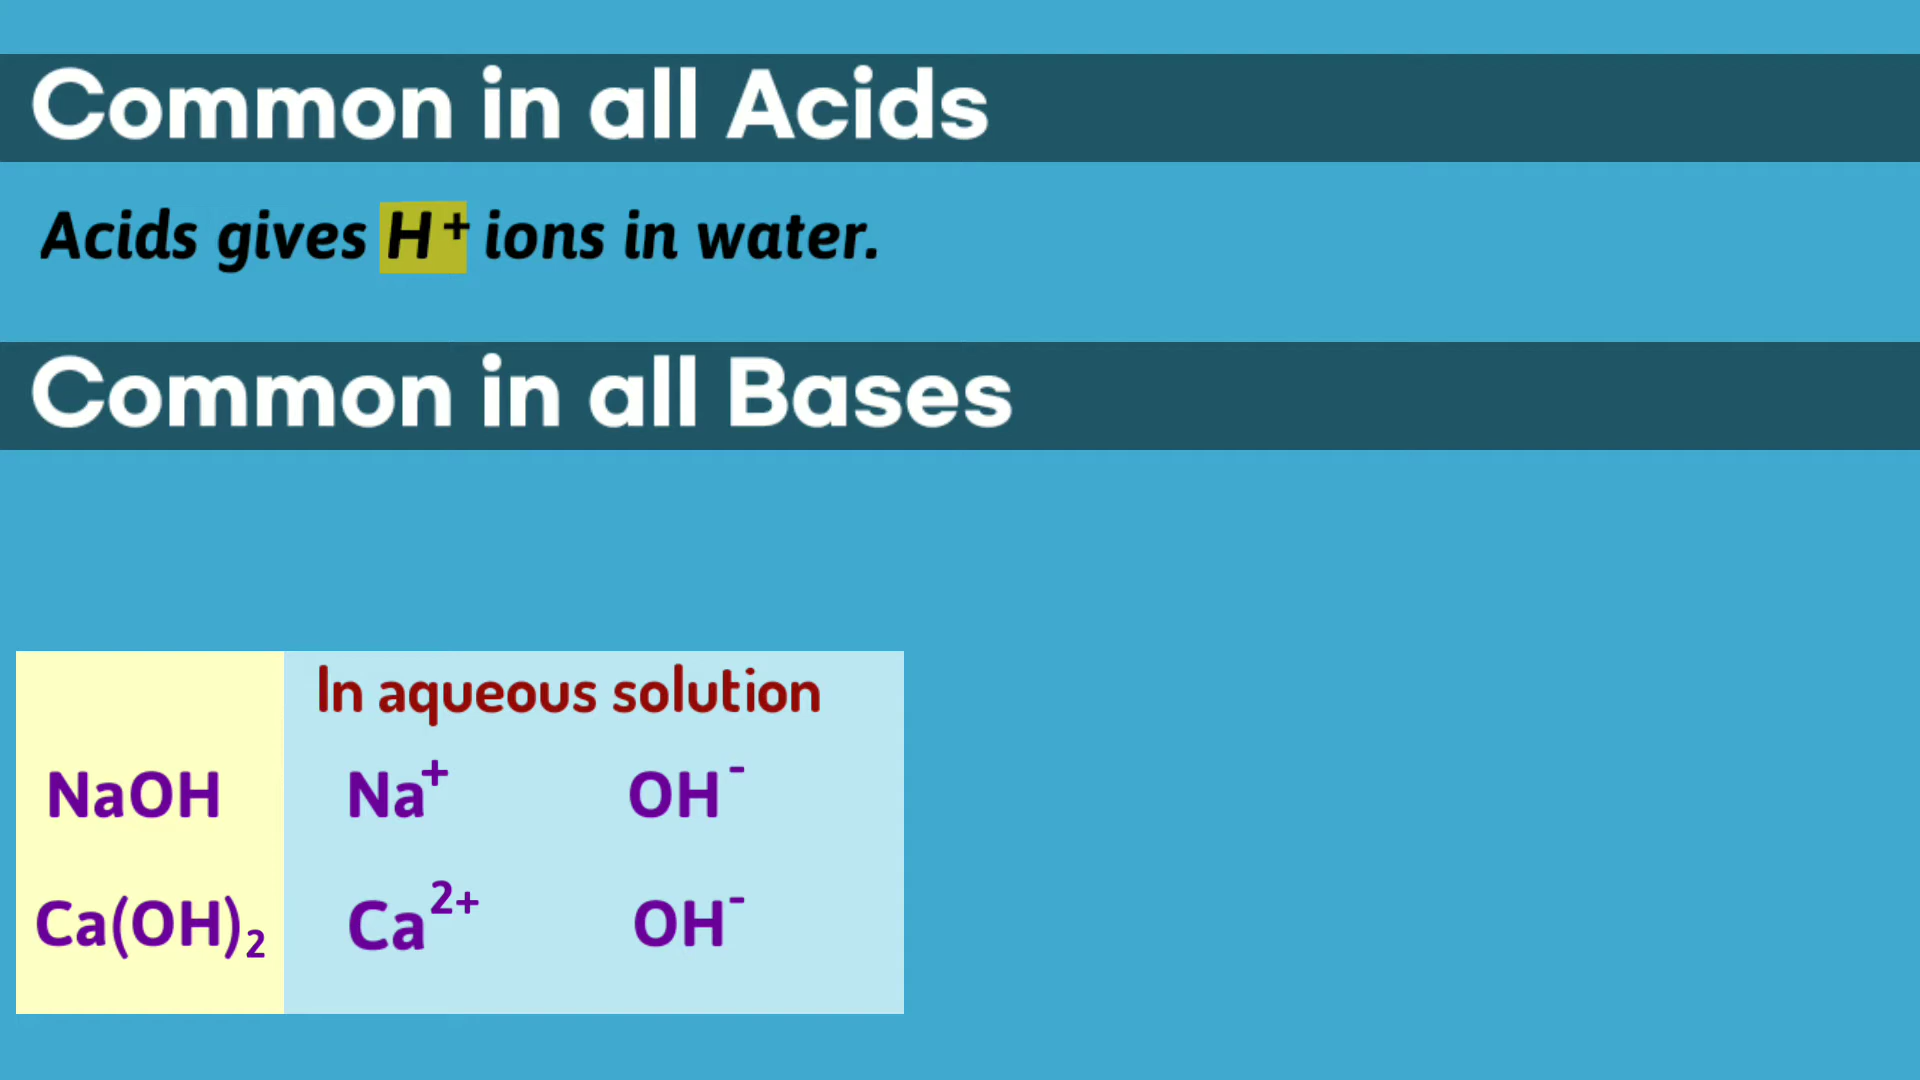 Common in all Acids
Acids gives H⁺ ions in water.
Common in all Bases
In aqueous solution
NaOH Na⁺ OH⁻
Ca(OH)₂ Ca²⁺ OH⁻